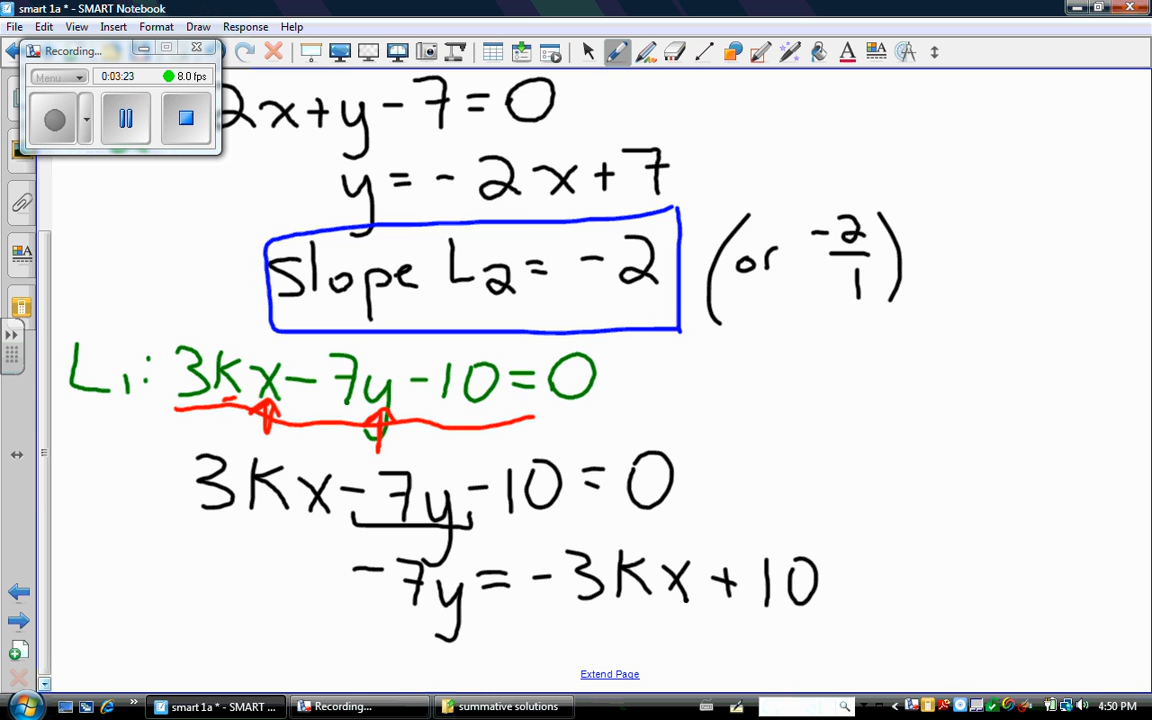 smart 1a * - SMART Notebook
File Edit View Insert Format Draw Response Help
Recording...
Menu 0:03:23 8.0 fps
2x+y-7=0
y=-2x+7
Slope L2=-2 (or -2/1)
L1: 3Kx-7y-10=0
3Kx-7y-10=0
-7y=-3Kx+10
Extend Page
smart 1a * - SMART ... Recording... summative solutions 4:50 PM